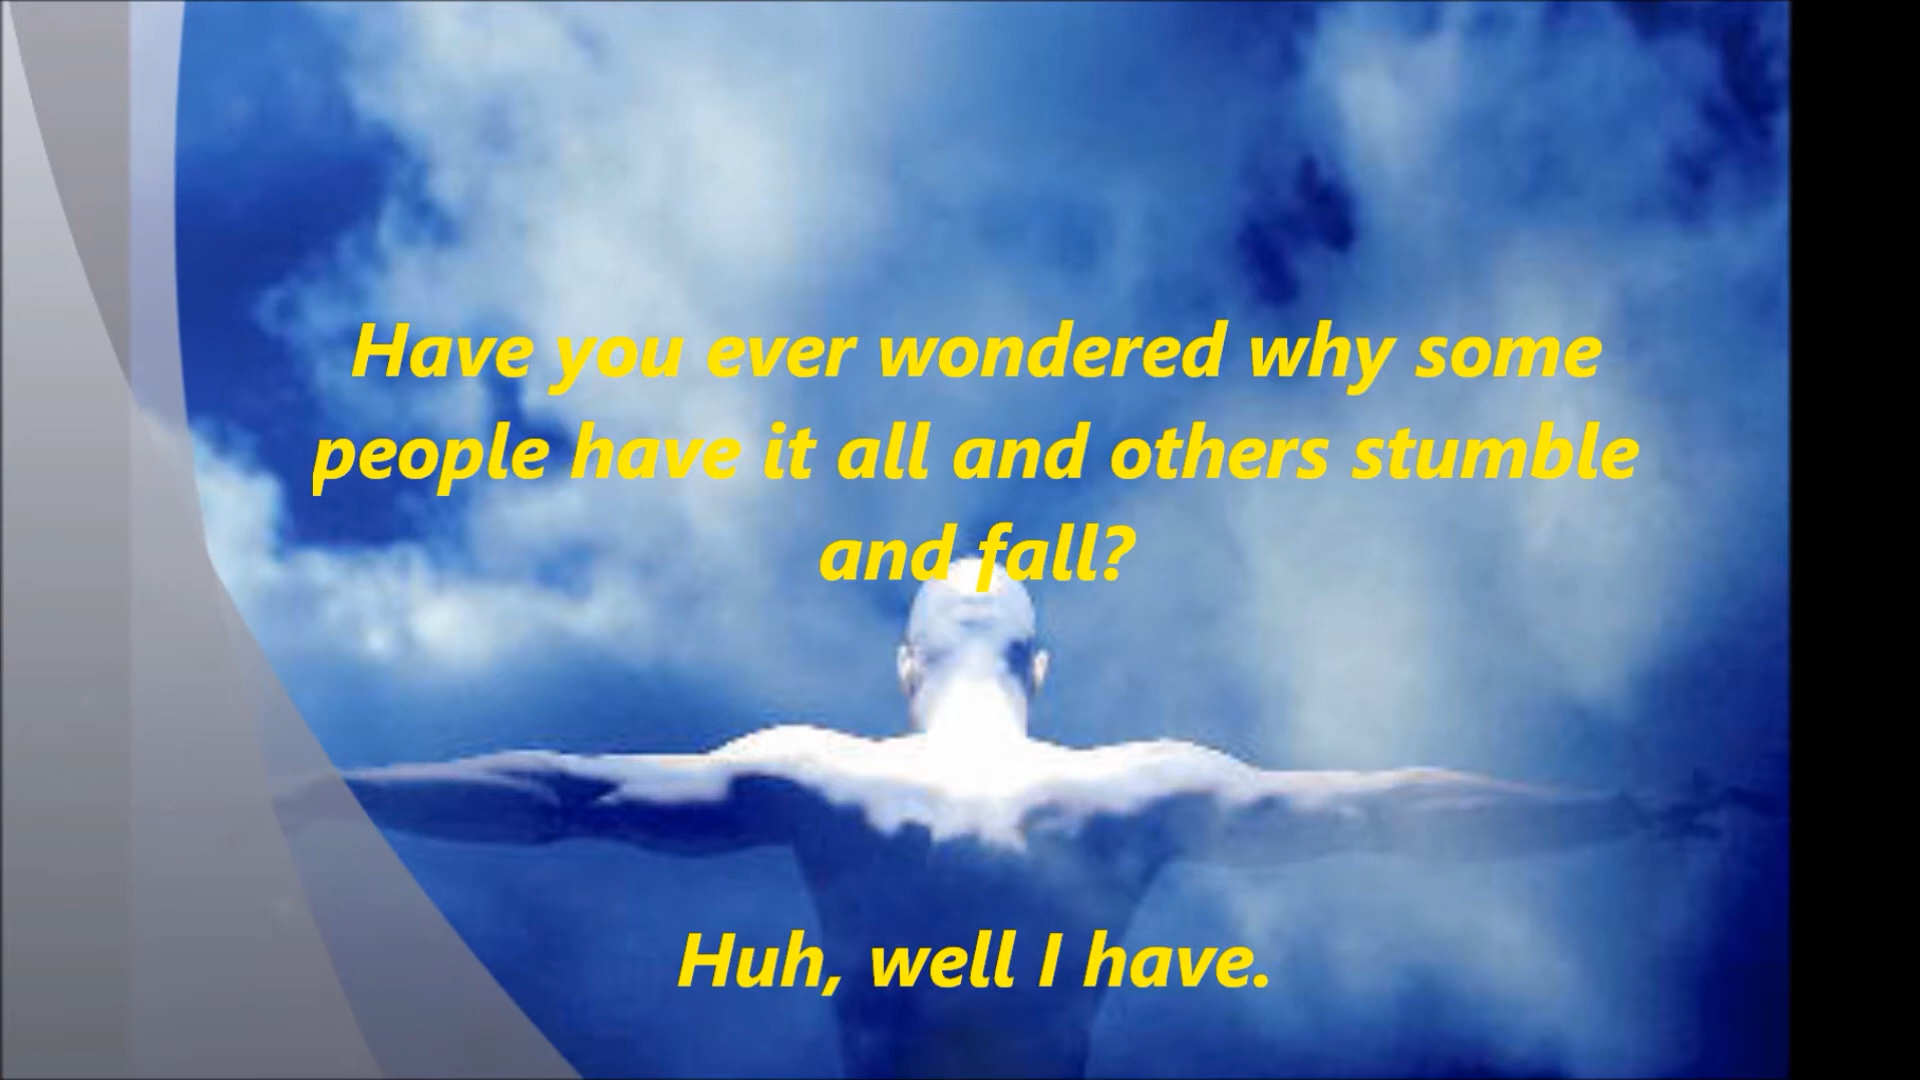 Have you ever wondered why some
people have it all and others stumble
and fall?
Huh, well I have.